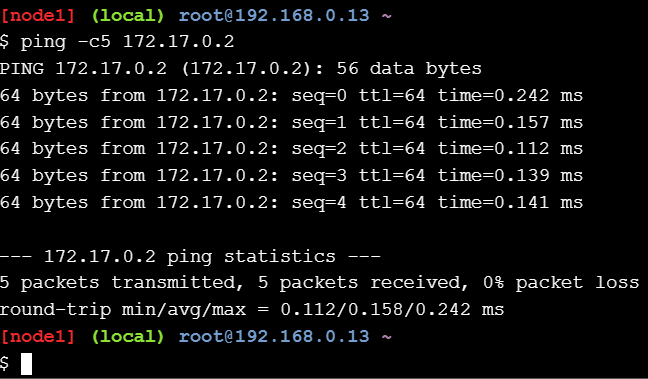 [node1] (local) root@192.168.0.13 ~
$ ping -c5 172.17.0.2
PING 172.17.0.2 (172.17.0.2): 56 data bytes
64 bytes from 172.17.0.2: seq=0 ttl=64 time=0.242 ms
64 bytes from 172.17.0.2: seq=1 ttl=64 time=0.157 ms
64 bytes from 172.17.0.2: seq=2 ttl=64 time=0.112 ms
64 bytes from 172.17.0.2: seq=3 ttl=64 time=0.139 ms
64 bytes from 172.17.0.2: seq=4 ttl=64 time=0.141 ms
--- 172.17.0.2 ping statistics ---
5 packets transmitted, 5 packets received, 0% packet loss
round-trip min/avg/max = 0.112/0.158/0.242 ms
[node1] (local) root@192.168.0.13 ~
$